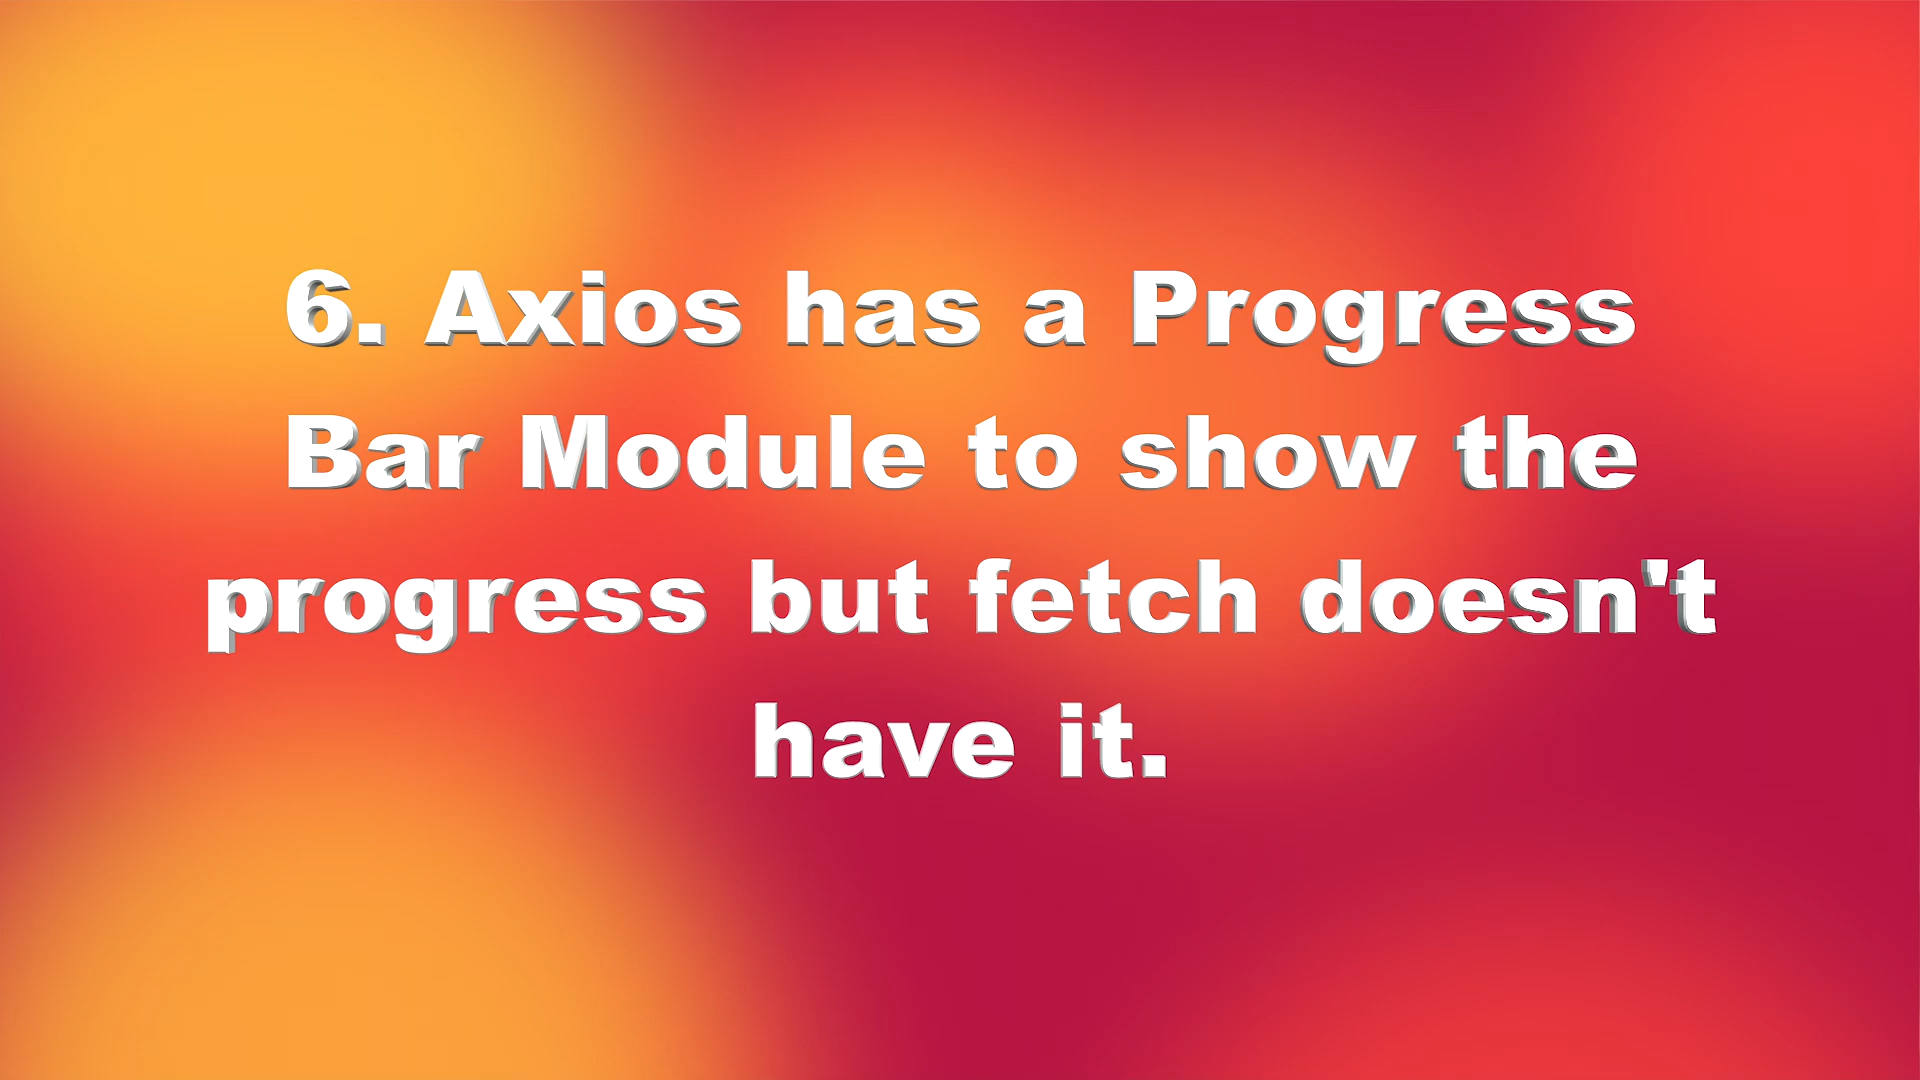 6. Axios has a Progress
Bar Module to show the
progress but fetch doesn't
have it.